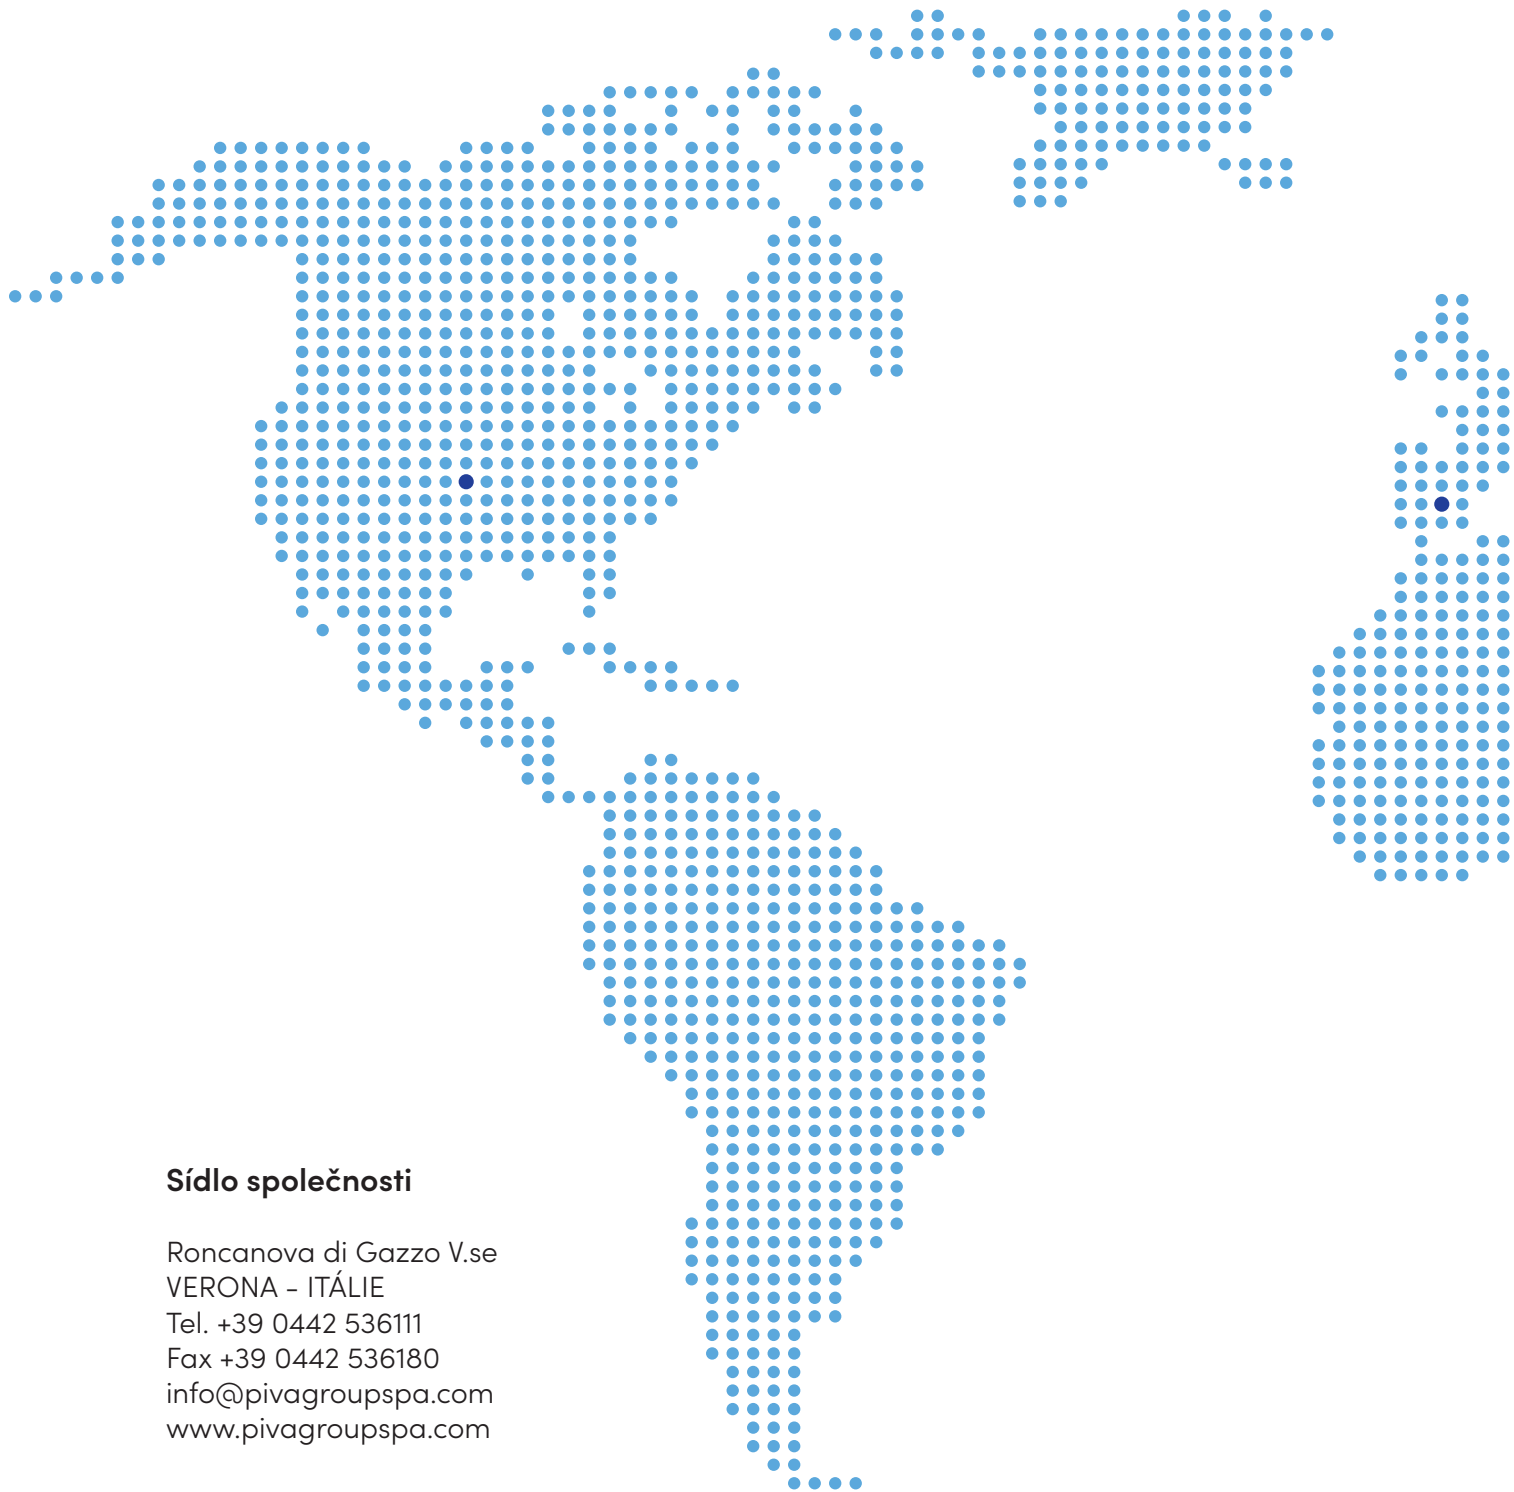 Sídlo společnosti
Roncanova di Gazzo V.se
VERONA - ITÁLIE
Tel. +39 0442 536111
Fax +39 0442 536180
info@pivagroupspa.com
www.pivagroupspa.com